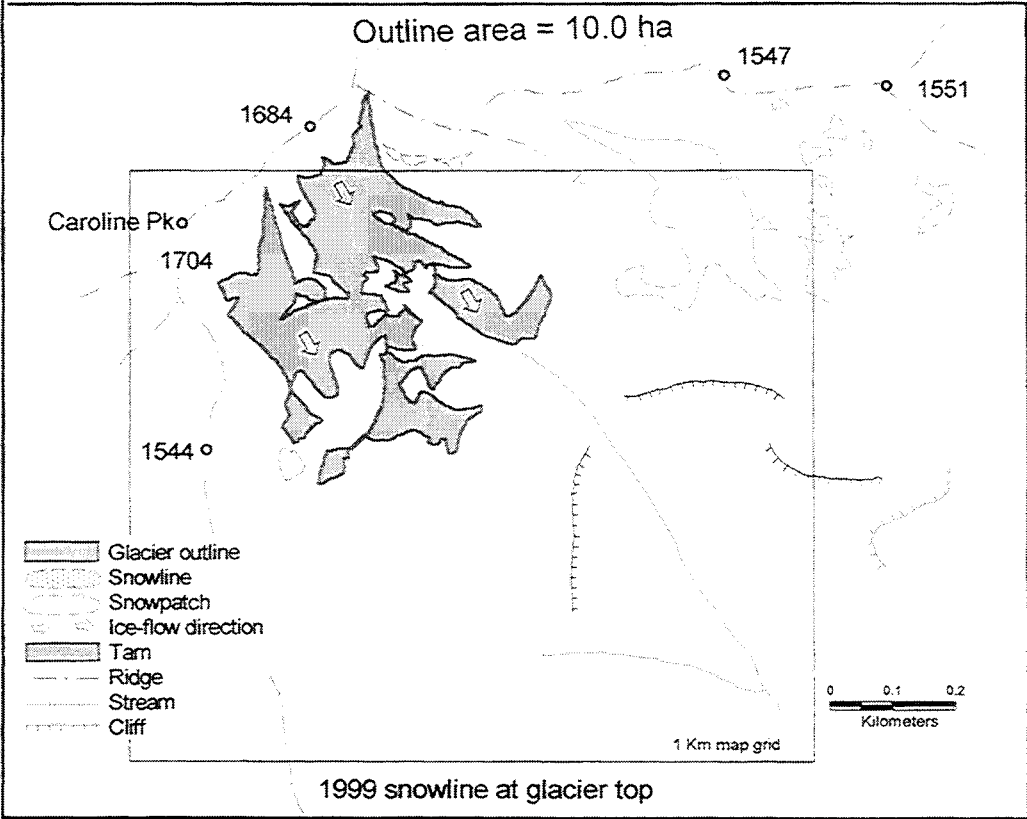 Outline area = 10.0 ha
1547
1551
1684
Caroline Pk
1704
1544
Glacier outline
Snowline
Snowpatch
Ice-flow direction
Tarn
Ridge
Stream
Cliff
0 0.1 0.2
Kilometers
1 Km map grid
1999 snowline at glacier top